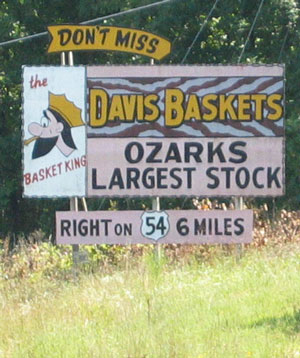 DON'T MISS
the
BASKET KING
DAVIS BASKETS
OZARKS
LARGEST STOCK
RIGHT ON 54 6 MILES